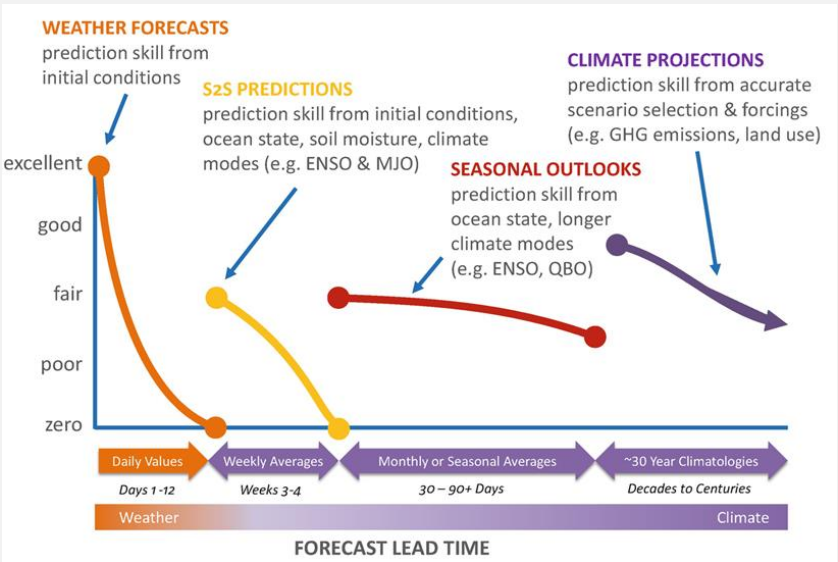 WEATHER FORECASTS
prediction skill from
initial conditions
S2S PREDICTIONS
prediction skill from initial conditions,
ocean state, soil moisture, climate
modes (e.g. ENSO & MJO)
SEASONAL OUTLOOKS
prediction skill from
ocean state, longer
climate modes
(e.g. ENSO, QBO)
CLIMATE PROJECTIONS
prediction skill from accurate
scenario selection & forcings
(e.g. GHG emissions, land use)
excellent
good
fair
poor
zero
Daily Values
Weekly Averages
Monthly or Seasonal Averages
~30 Year Climatologies
Days 1 -12
Weeks 3-4
30 – 90+ Days
Decades to Centuries
Weather
Climate
FORECAST LEAD TIME